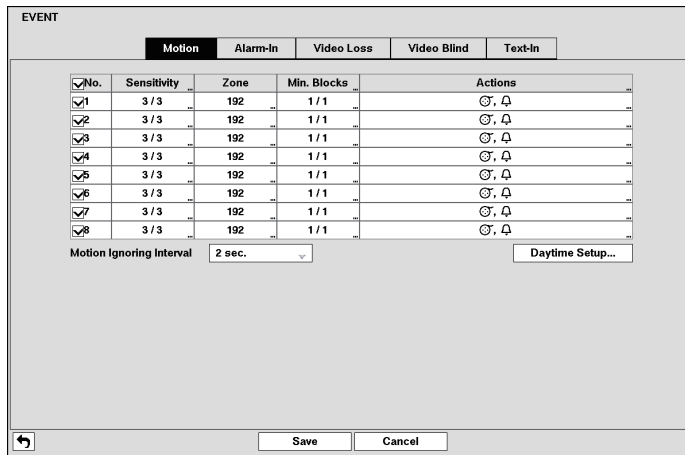 EVENT
Motion Alarm-In Video Loss Video Blind Text-In
No. Sensitivity ... Zone Min. Blocks ... Actions ...
1 3 / 3 ... 192 ... 1 / 1 ... , ...
2 3 / 3 ... 192 ... 1 / 1 ... , ...
3 3 / 3 ... 192 ... 1 / 1 ... , ...
4 3 / 3 ... 192 ... 1 / 1 ... , ...
5 3 / 3 ... 192 ... 1 / 1 ... , ...
6 3 / 3 ... 192 ... 1 / 1 ... , ...
7 3 / 3 ... 192 ... 1 / 1 ... , ...
8 3 / 3 ... 192 ... 1 / 1 ... , ...
Motion Ignoring Interval 2 sec. Daytime Setup...
Save Cancel